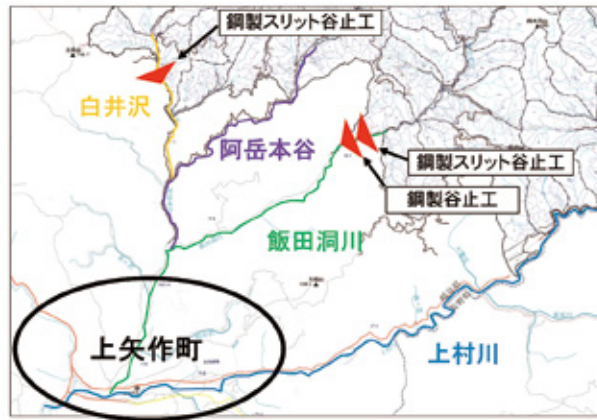 鋼製スリット谷止工
白井沢
阿岳本谷
鋼製スリット谷止工
鋼製谷止工
飯田洞川
上矢作町
上村川